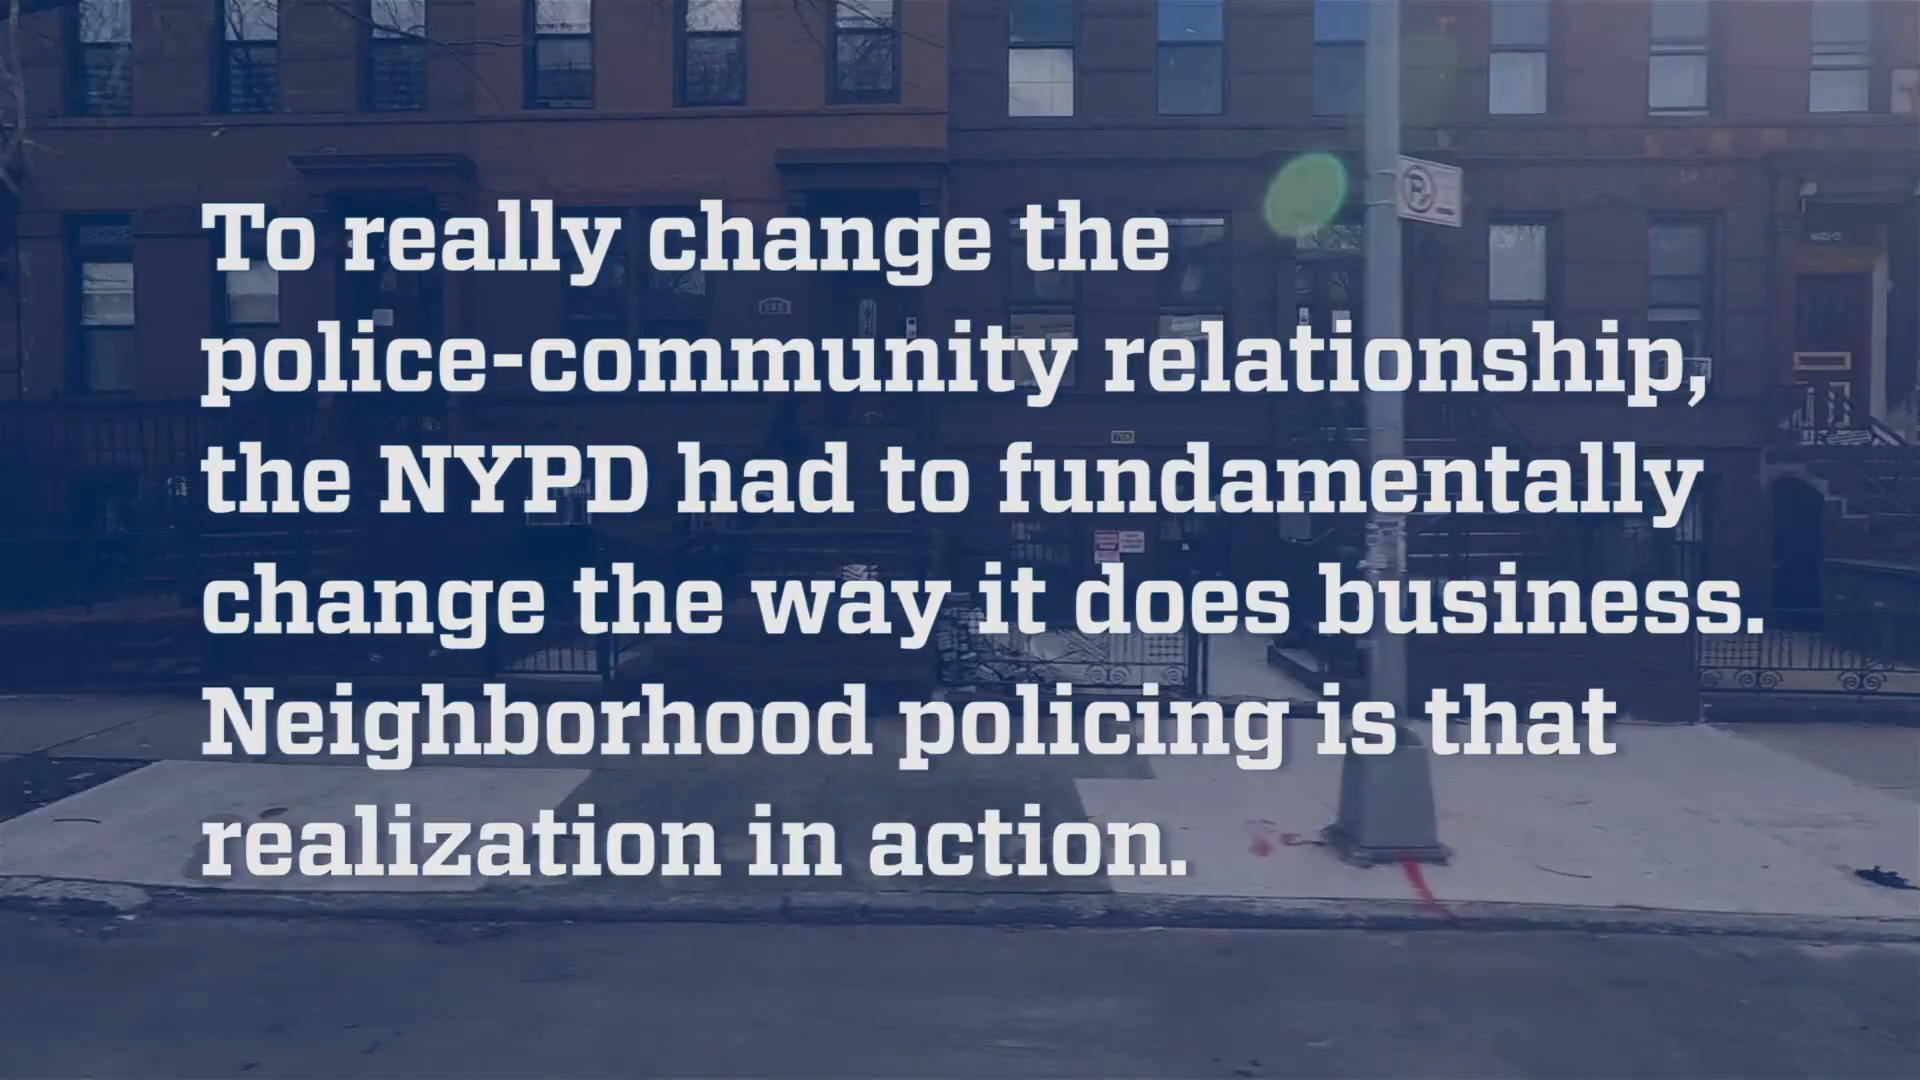 To really change the
police-community relationship,
the NYPD had to fundamentally
change the way it does business.
Neighborhood policing is that
realization in action.